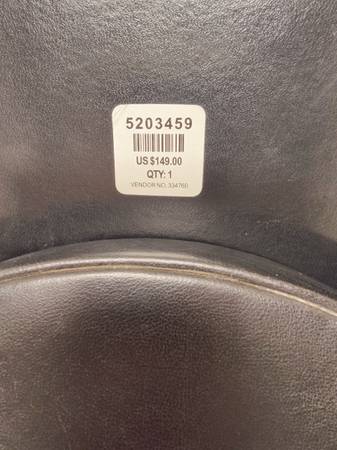 5203459
US $149.00
QTY: 1
VENDOR NO. 334760